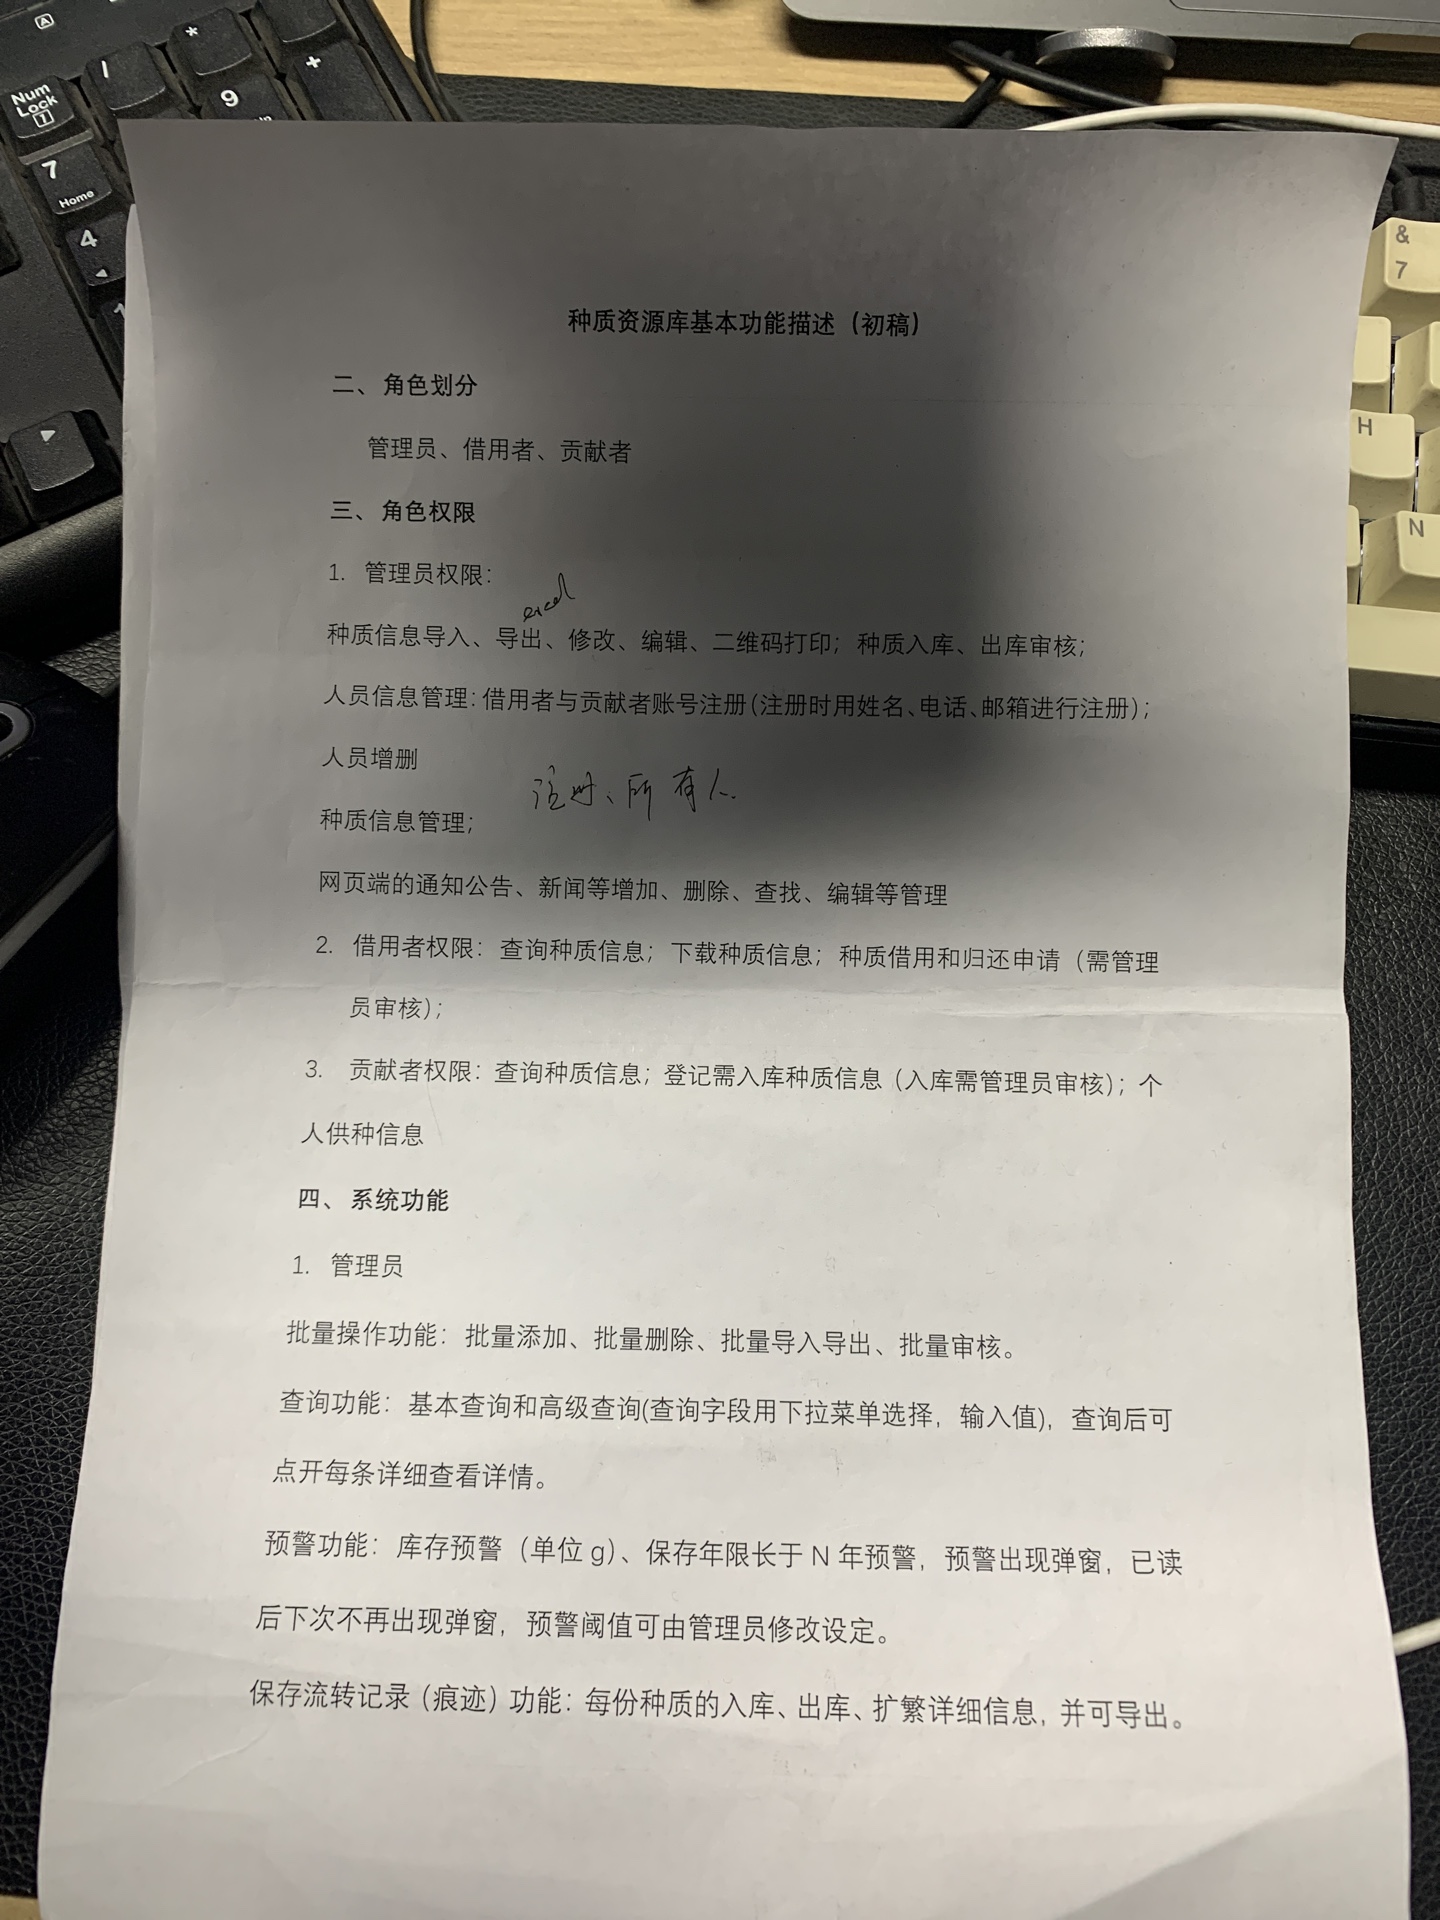 种质资源库基本功能描述（初稿）
二、角色划分
管理员、借用者、贡献者
三、角色权限
1. 管理员权限：
excel
种质信息导入、导出、修改、编辑、二维码打印；种质入库、出库审核；
人员信息管理：借用者与贡献者账号注册（注册时用姓名、电话、邮箱进行注册）；
人员增删
注册、所有人
种质信息管理；
网页端的通知公告、新闻等增加、删除、查找、编辑等管理
2. 借用者权限：查询种质信息；下载种质信息；种质借用和归还申请（需管理
员审核）；
3. 贡献者权限：查询种质信息；登记需入库种质信息（入库需管理员审核）；个
人供种信息
四、系统功能
1. 管理员
批量操作功能：批量添加、批量删除、批量导入导出、批量审核。
查询功能：基本查询和高级查询(查询字段用下拉菜单选择，输入值)，查询后可
点开每条详细查看详情。
预警功能：库存预警（单位 g）、保存年限长于 N 年预警，预警出现弹窗，已读
后下次不再出现弹窗，预警阈值可由管理员修改设定。
保存流转记录（痕迹）功能：每份种质的入库、出库、扩繁详细信息，并可导出。
Num
Lock
7
Home
4
*
/
9
+
&
7
H
N